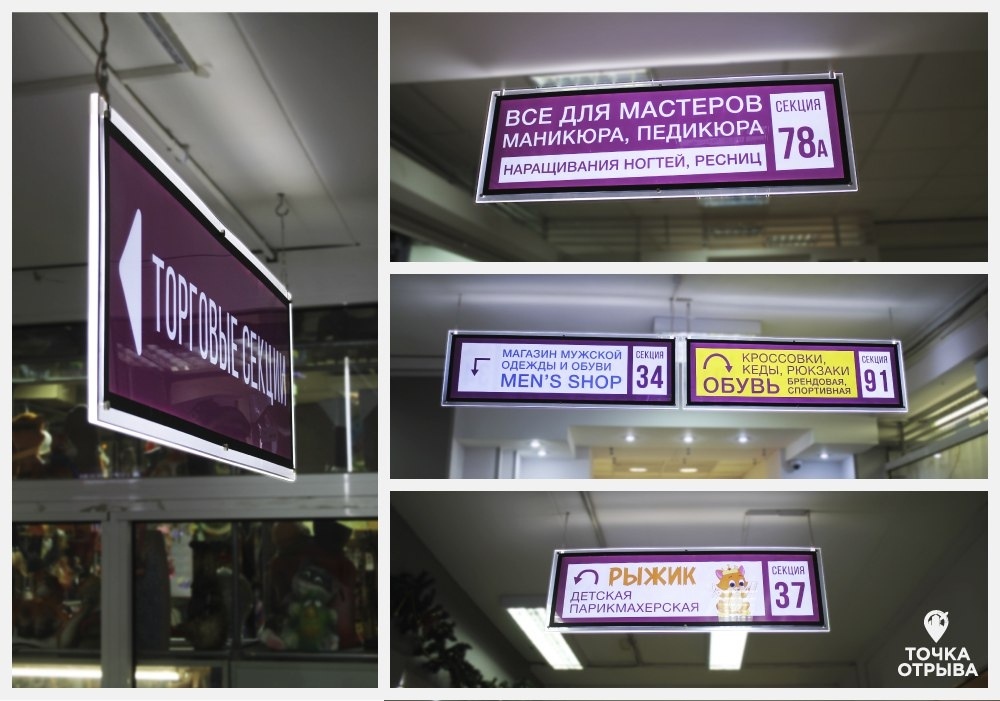 ТОРГОВЫЕ СЕКЦИИ
ВСЕ ДЛЯ МАСТЕРОВ
МАНИКЮРА, ПЕДИКЮРА
НАРАЩИВАНИЯ НОГТЕЙ, РЕСНИЦ
СЕКЦИЯ
78А
МАГАЗИН МУЖСКОЙ
ОДЕЖДЫ И ОБУВИ
MEN'S SHOP
СЕКЦИЯ
34
КРОССОВКИ,
КЕДЫ, РЮКЗАКИ
ОБУВЬ БРЕНДОВАЯ,
СПОРТИВНАЯ
СЕКЦИЯ
91
РЫЖИК
ДЕТСКАЯ
ПАРИКМАХЕРСКАЯ
СЕКЦИЯ
37
ТОЧКА
ОТРЫВА